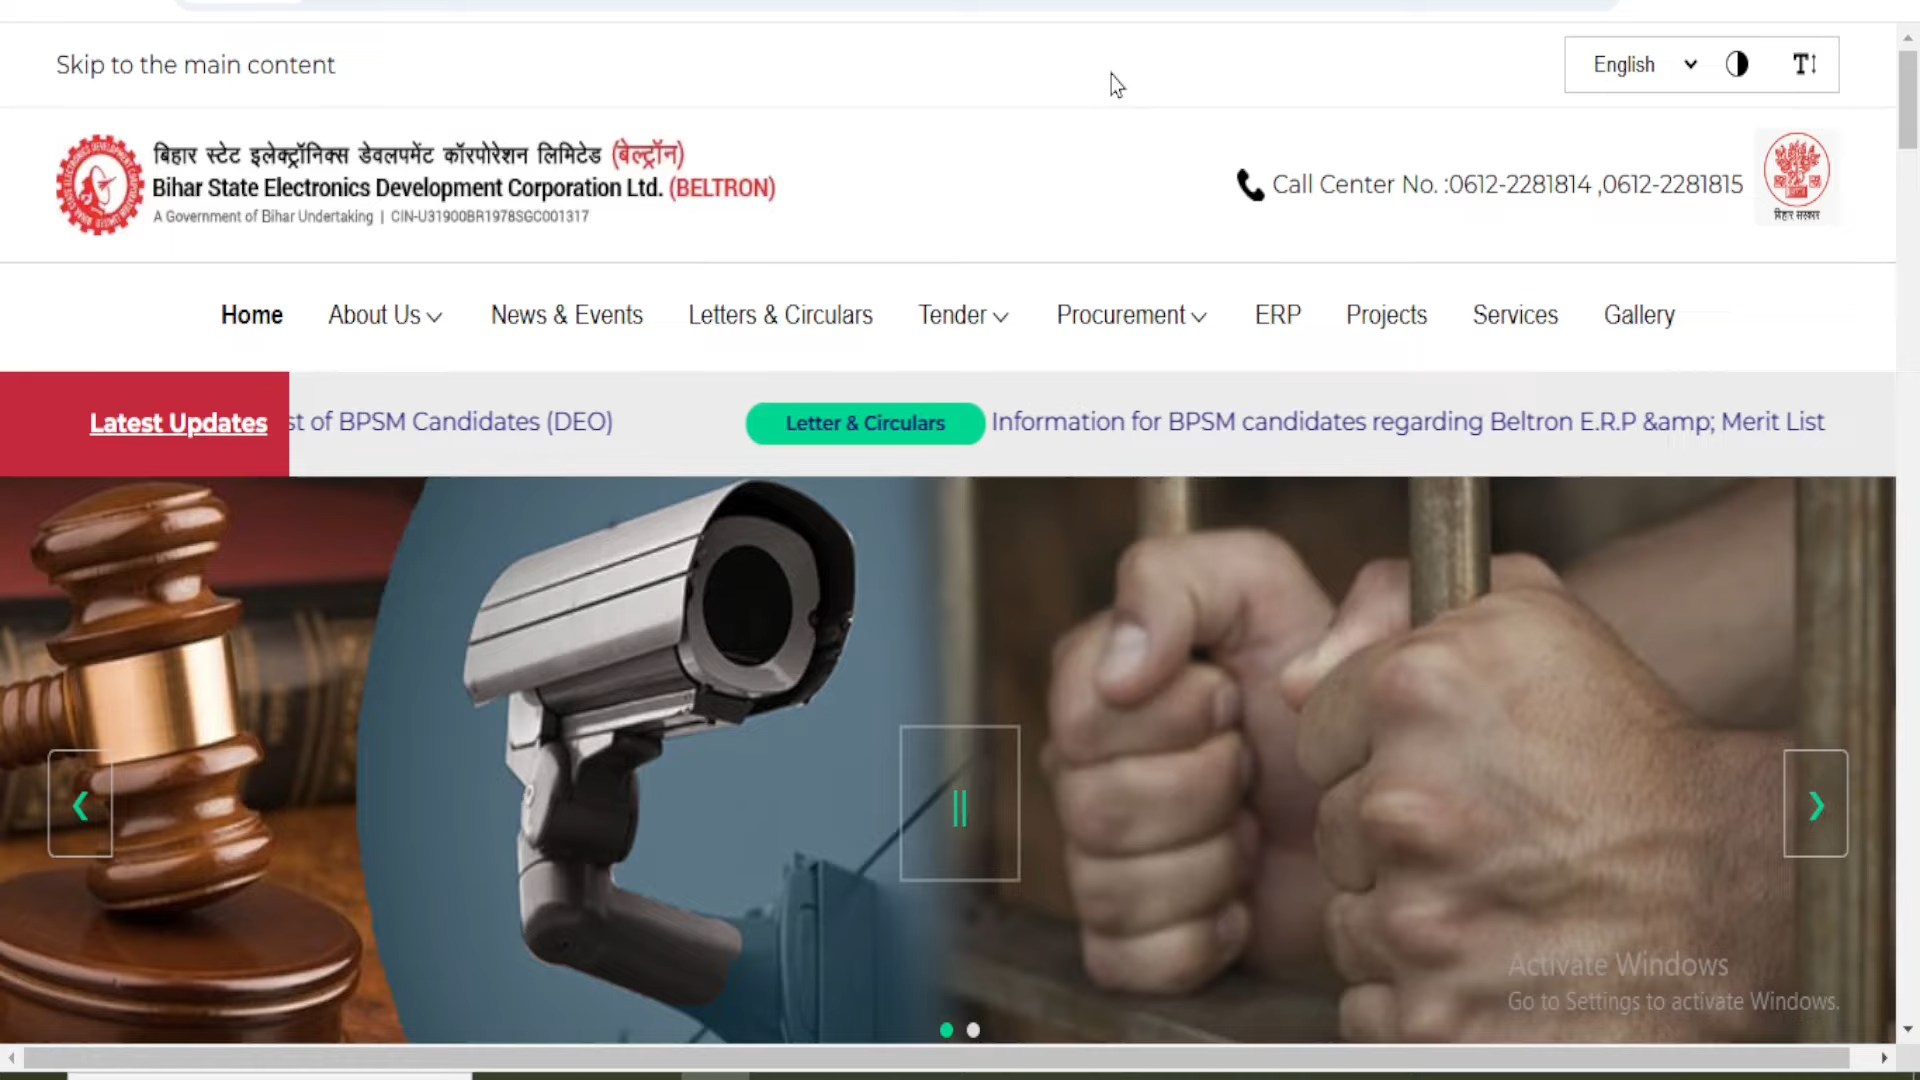 Skip to the main content
English
T
बिहार स्टेट इलेक्ट्रॉनिक्स डेवलपमेंट कॉरपोरेशन लिमिटेड (बेल्ट्रॉन)
Bihar State Electronics Development Corporation Ltd. (BELTRON)
A Government of Bihar Undertaking | CIN-U31900BR1978SGC001317
Call Center No. :0612-2281814 ,0612-2281815
बिहार सरकार
Home About Us News & Events Letters & Circulars Tender Procurement ERP Projects Services Gallery
Latest Updates st of BPSM Candidates (DEO) Letter & Circulars Information for BPSM candidates regarding Beltron E.R.P &amp; Merit List
Activate Windows
Go to Settings to activate Windows.